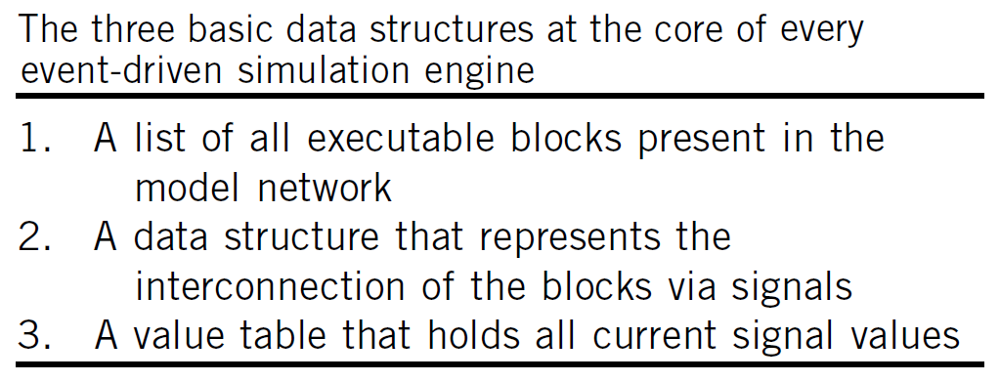 The three basic data structures at the core of every
event-driven simulation engine
1. A list of all executable blocks present in the
model network
2. A data structure that represents the
interconnection of the blocks via signals
3. A value table that holds all current signal values